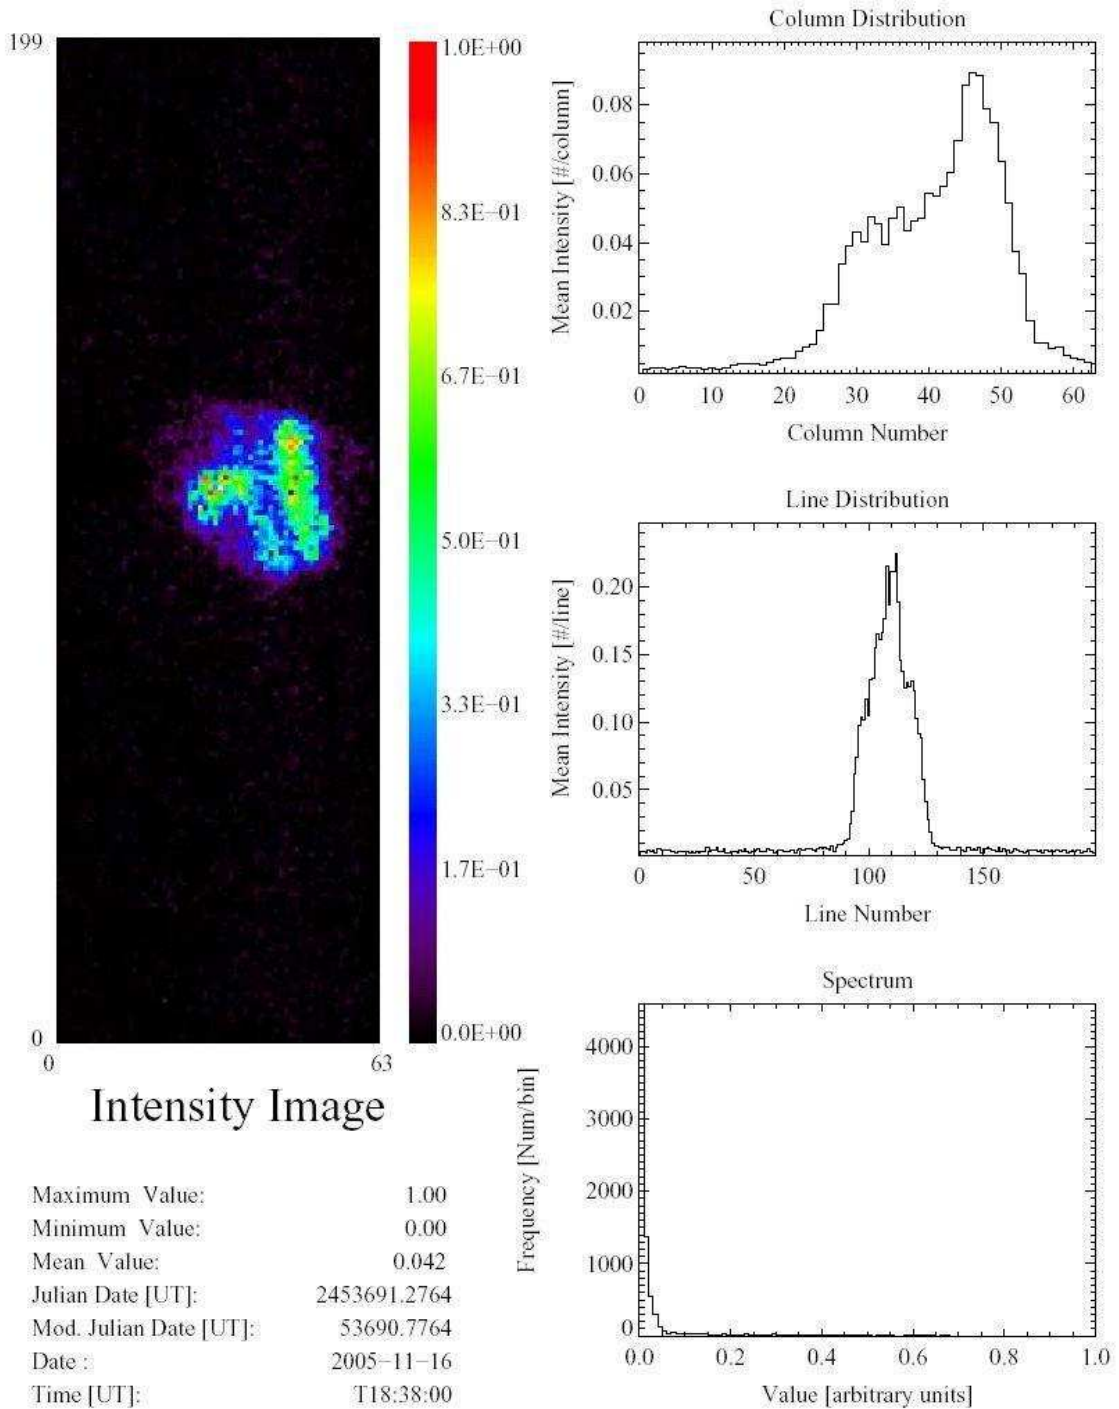 199
0
0
63
1.0E+00
8.3E−01
6.7E−01
5.0E−01
3.3E−01
1.7E−01
0.0E+00
Intensity Image
Maximum Value: 1.00
Minimum Value: 0.00
Mean Value: 0.042
Julian Date [UT]: 2453691.2764
Mod. Julian Date [UT]: 53690.7764
Date : 2005−11−16
Time [UT]: T18:38:00
Column Distribution
Mean Intensity [#/column]
0.08
0.06
0.04
0.02
0 10 20 30 40 50 60
Column Number
Line Distribution
Mean Intensity [#/line]
0.20
0.15
0.10
0.05
0 50 100 150
Line Number
Spectrum
Frequency [Num/bin]
4000
3000
2000
1000
0
0.0 0.2 0.4 0.6 0.8 1.0
Value [arbitrary units]